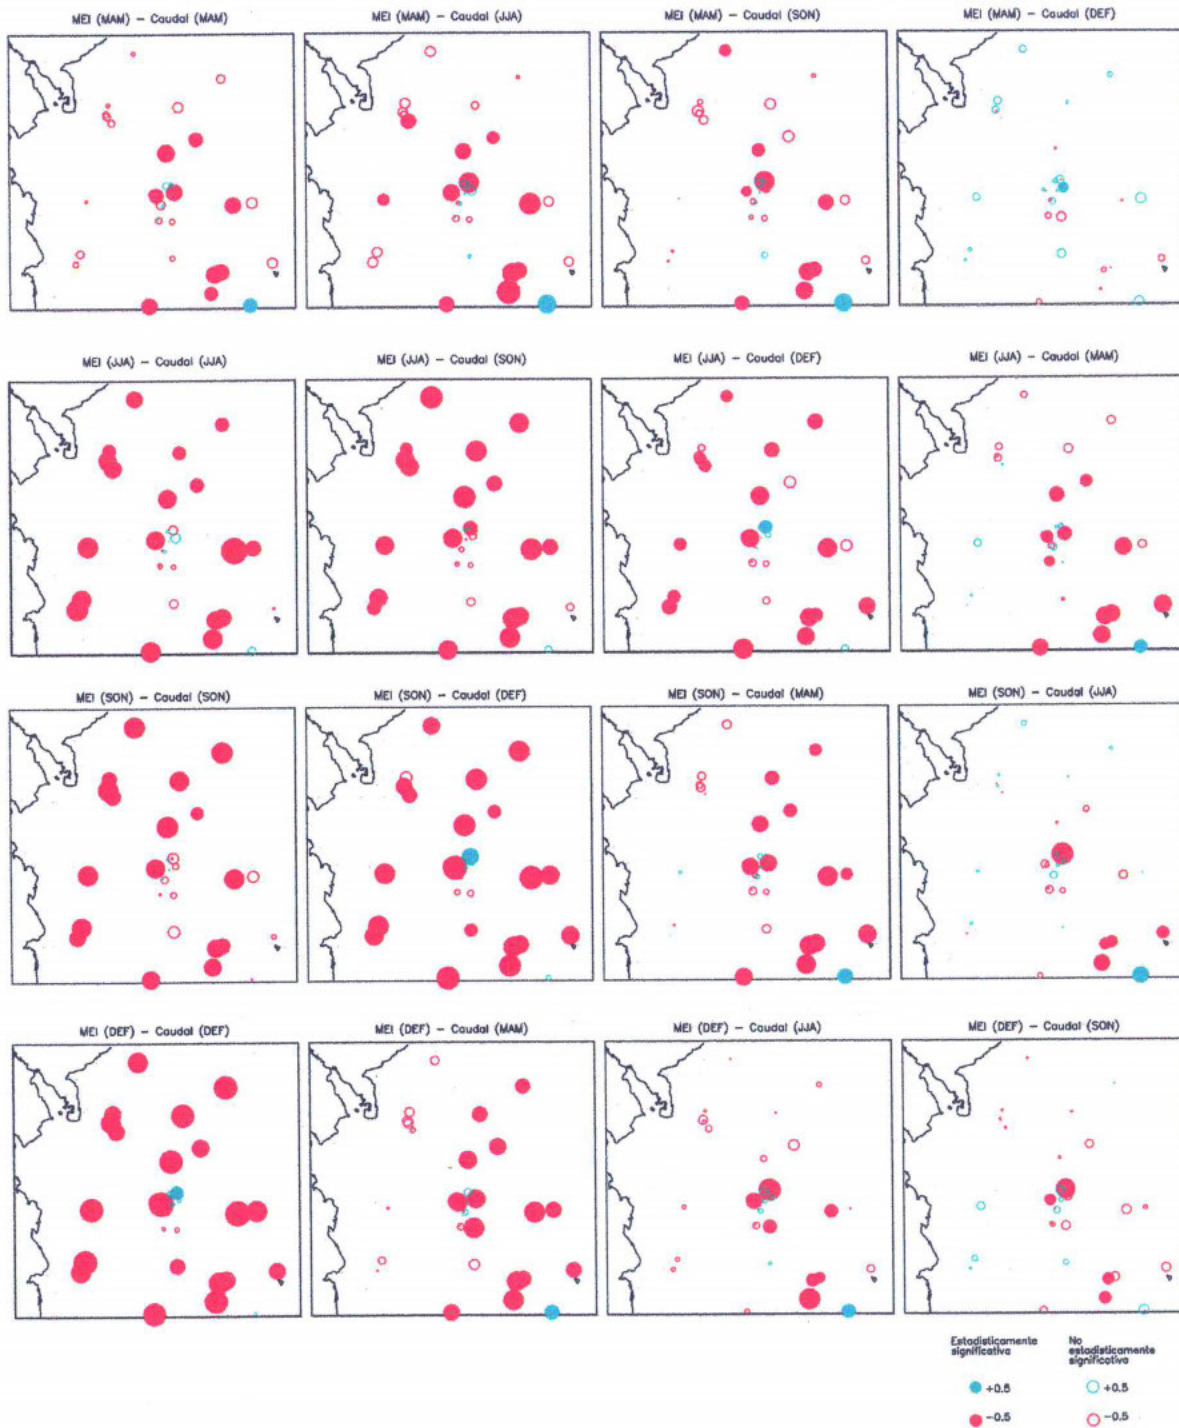 MEI (MAM) – Caudal (MAM)
MEI (MAM) – Caudal (JJA)
MEI (MAM) – Caudal (SON)
MEI (MAM) – Caudal (DEF)
MEI (JJA) – Caudal (JJA)
MEI (JJA) – Caudal (SON)
MEI (JJA) – Caudal (DEF)
MEI (JJA) – Caudal (MAM)
MEI (SON) – Caudal (SON)
MEI (SON) – Caudal (DEF)
MEI (SON) – Caudal (MAM)
MEI (SON) – Caudal (JJA)
MEI (DEF) – Caudal (DEF)
MEI (DEF) – Caudal (MAM)
MEI (DEF) – Caudal (JJA)
MEI (DEF) – Caudal (SON)
Estadisticamente
significativa
No
estadisticamente
significativa
+0.5
+0.5
-0.5
-0.5